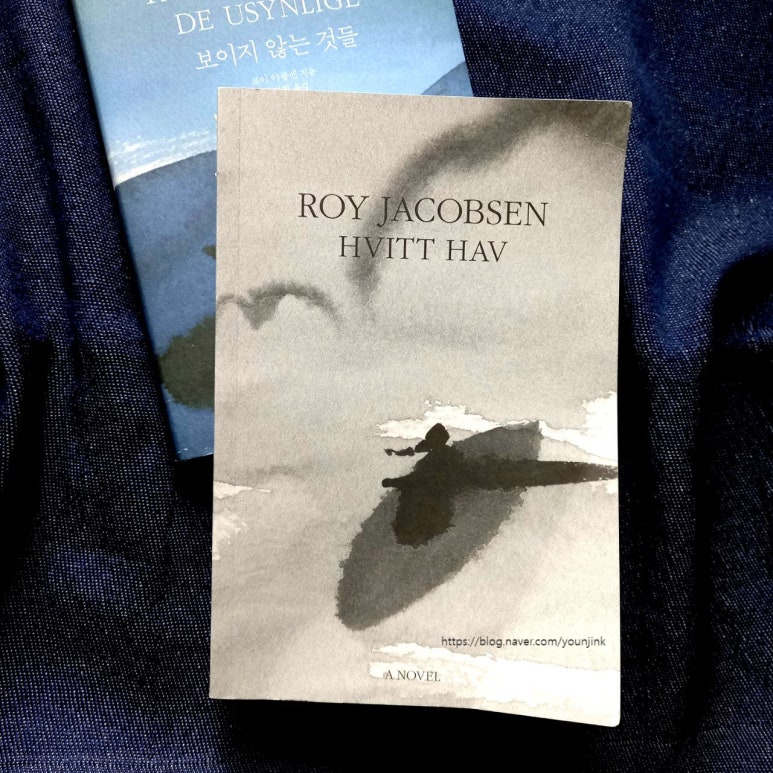 DE USYNLIGE
보이지 않는 것들
ROY JACOBSEN
HVITT HAV
https://blog.naver.com/younjink
A NOVEL